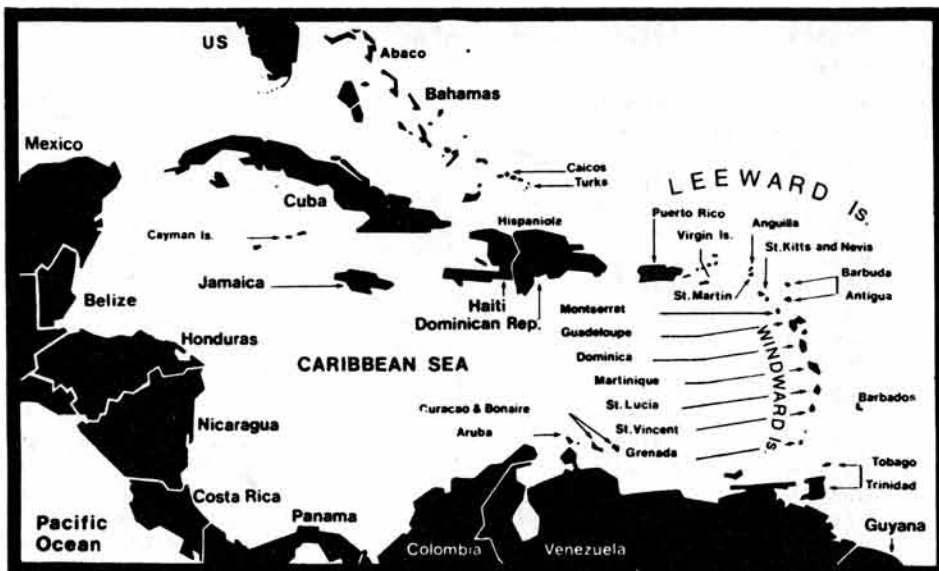 US
Abaco
Bahamas
Mexico
Caicos
Turks
LEEWARD Is.
Cuba
Hispaniole
Puerto Rico
Anguilla
Virgin Is.
St. Kitts and Nevis
Cayman Is.
Jamaica
Barbuda
Belize
St. Martin
Antigua
Haiti
Montserrat
Dominican Rep.
Honduras
Guadeloupe
WINDWARD Is.
CARIBBEAN SEA
Dominica
Martinique
Curacao & Bonaire
St. Lucia
Barbados
Nicaragua
Aruba
St. Vincent
Grenada
Tobago
Costa Rica
Trinidad
Panama
Pacific
Ocean
Guyana
Colombia
Venezuela